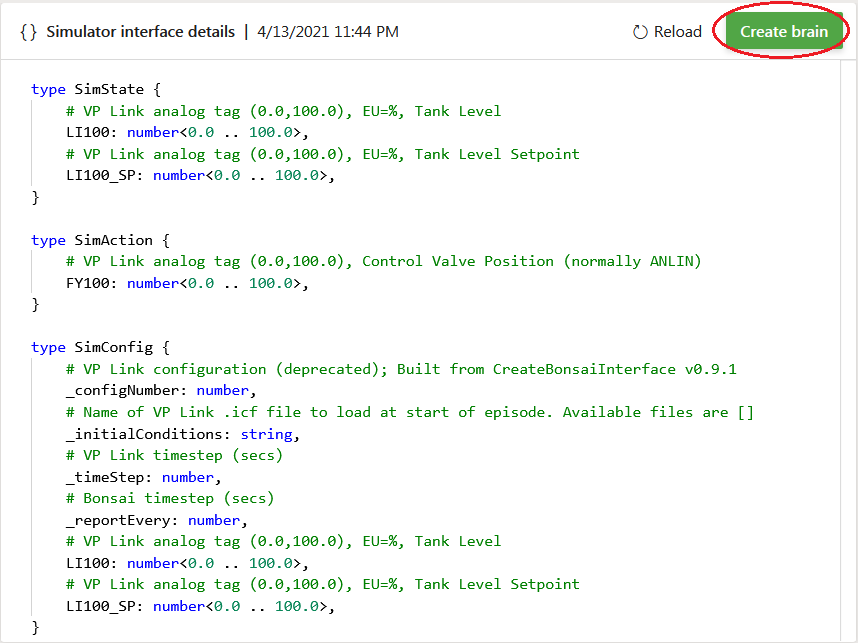 {} Simulator interface details | 4/13/2021 11:44 PM Reload Create brain
type SimState {
# VP Link analog tag (0.0,100.0), EU=%, Tank Level
LI100: number<0.0 .. 100.0>,
# VP Link analog tag (0.0,100.0), EU=%, Tank Level Setpoint
LI100_SP: number<0.0 .. 100.0>,
}
type SimAction {
# VP Link analog tag (0.0,100.0), Control Valve Position (normally ANLIN)
FY100: number<0.0 .. 100.0>,
}
type SimConfig {
# VP Link configuration (deprecated); Built from CreateBonsaiInterface v0.9.1
_configNumber: number,
# Name of VP Link .icf file to load at start of episode. Available files are []
_initialConditions: string,
# VP Link timestep (secs)
_timeStep: number,
# Bonsai timestep (secs)
_reportEvery: number,
# VP Link analog tag (0.0,100.0), EU=%, Tank Level
LI100: number<0.0 .. 100.0>,
# VP Link analog tag (0.0,100.0), EU=%, Tank Level Setpoint
LI100_SP: number<0.0 .. 100.0>,
}